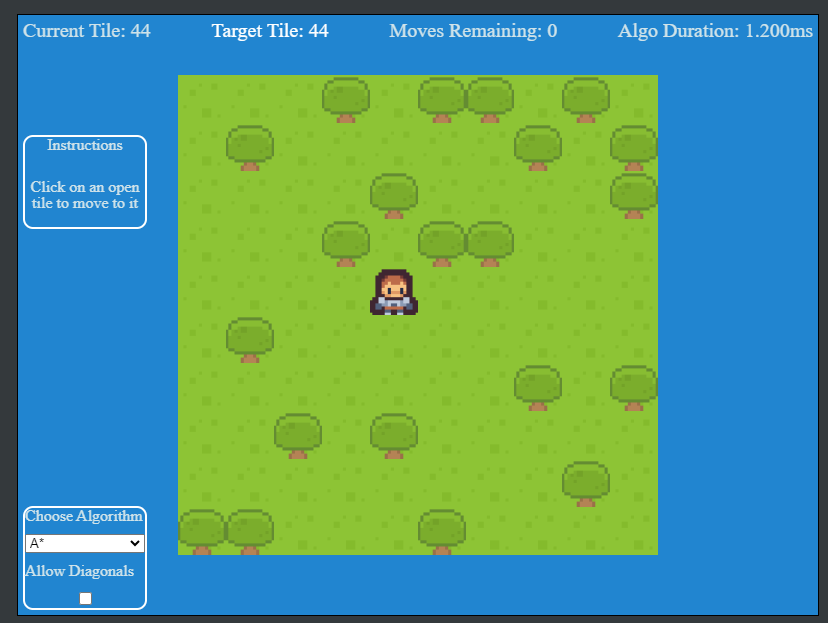 Current Tile: 44
Target Tile: 44
Moves Remaining: 0
Algo Duration: 1.200ms
Instructions
Click on an open
tile to move to it
Choose Algorithm
A*
Allow Diagonals